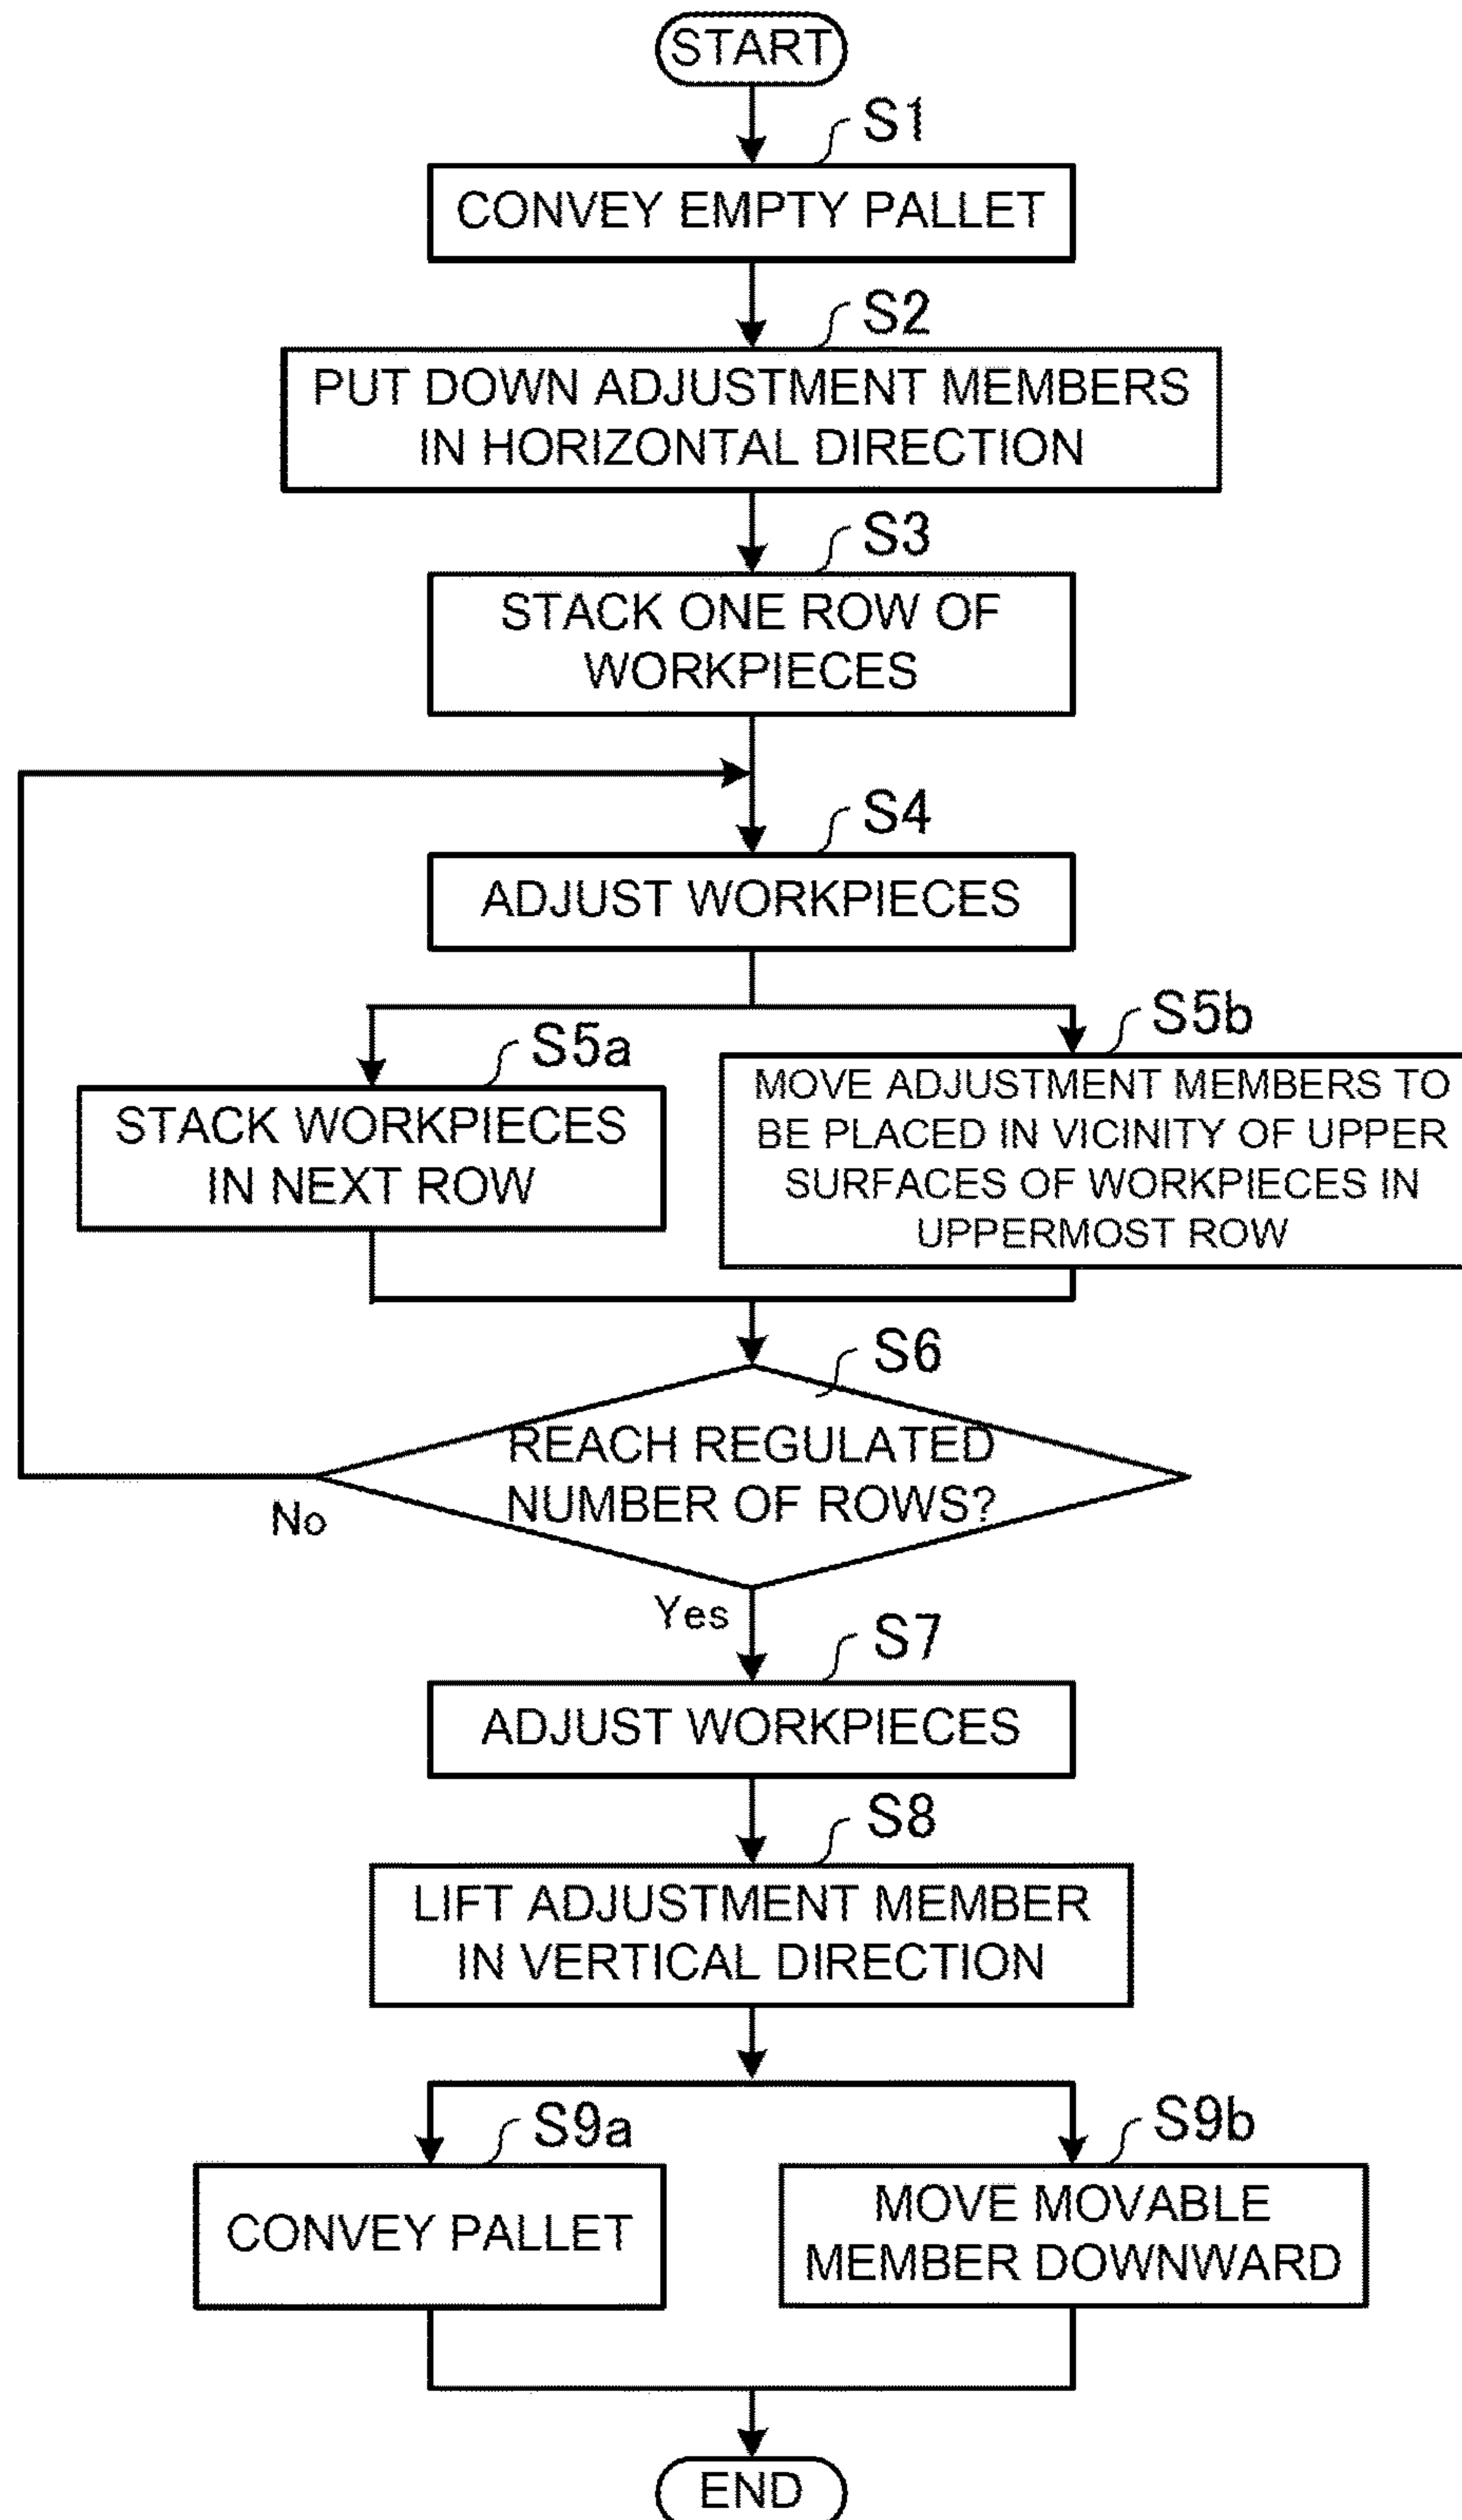 START
S1
CONVEY EMPTY PALLET
S2
PUT DOWN ADJUSTMENT MEMBERS
IN HORIZONTAL DIRECTION
S3
STACK ONE ROW OF
WORKPIECES
S4
ADJUST WORKPIECES
S5a
STACK WORKPIECES
IN NEXT ROW
S5b
MOVE ADJUSTMENT MEMBERS TO
BE PLACED IN VICINITY OF UPPER
SURFACES OF WORKPIECES IN
UPPERMOST ROW
S6
REACH REGULATED
NUMBER OF ROWS?
No
Yes
S7
ADJUST WORKPIECES
S8
LIFT ADJUSTMENT MEMBER
IN VERTICAL DIRECTION
S9a
CONVEY PALLET
S9b
MOVE MOVABLE
MEMBER DOWNWARD
END